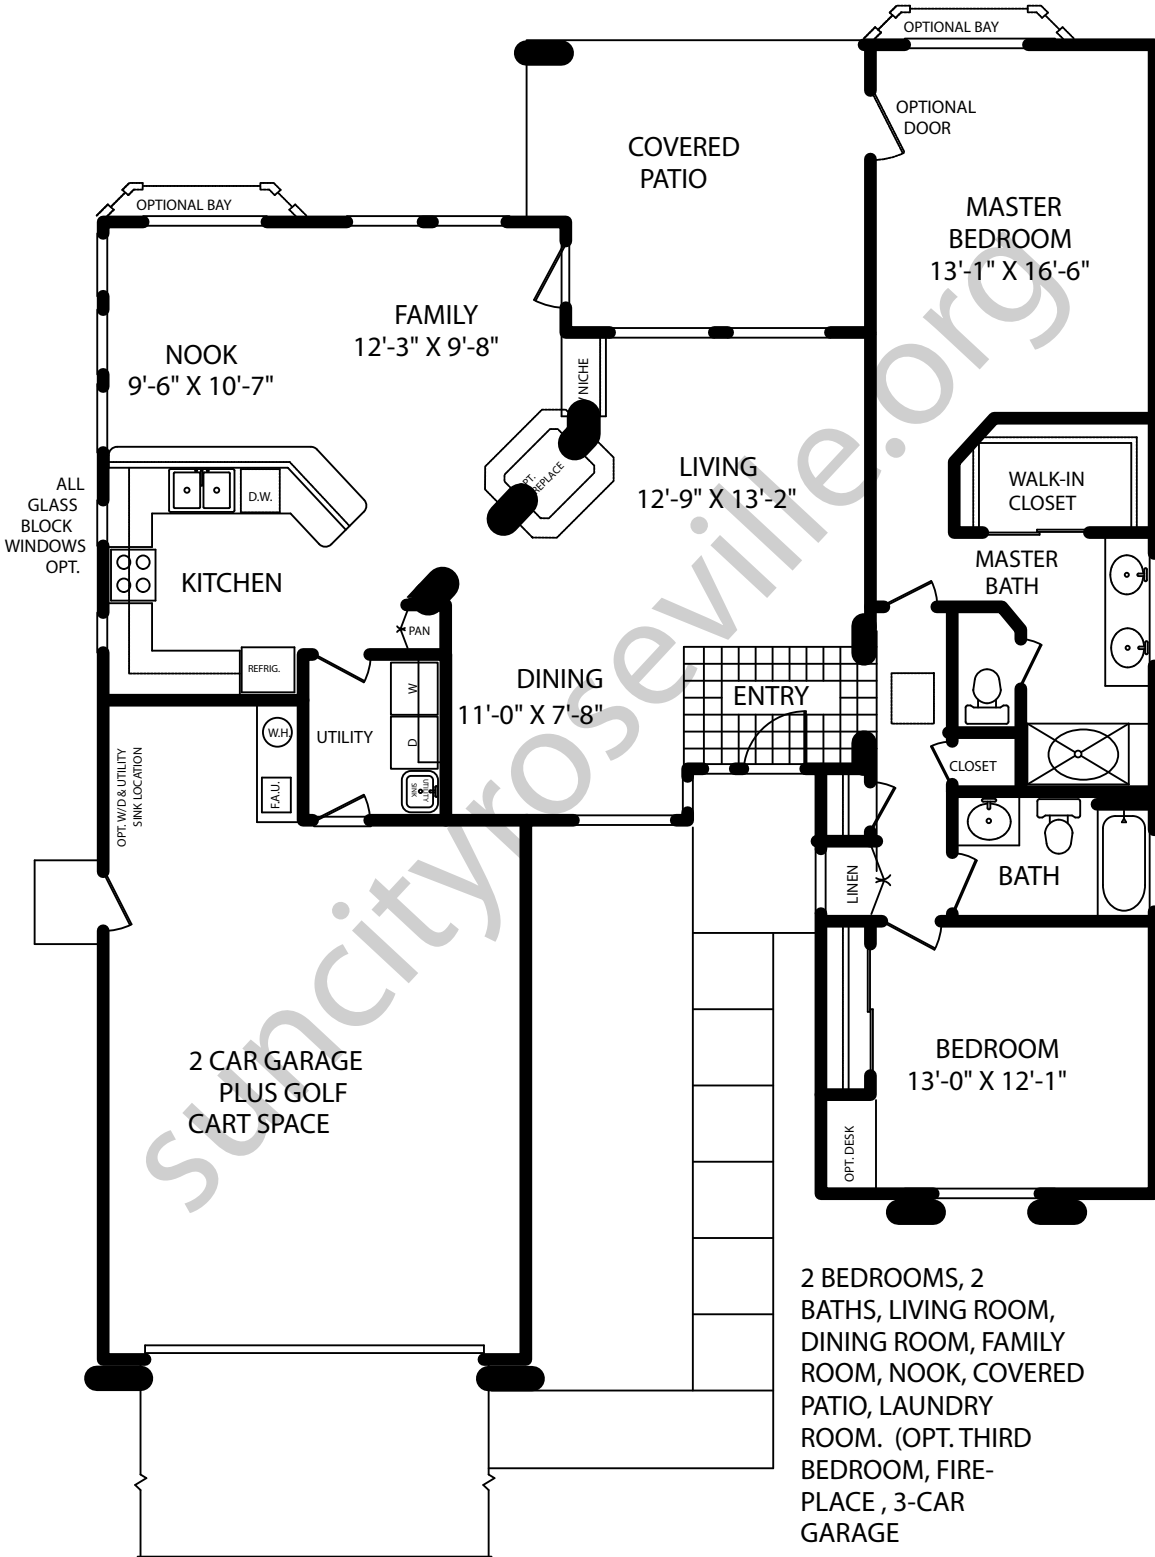 OPTIONAL BAY
OPTIONAL
DOOR
COVERED
PATIO
MASTER
BEDROOM
13'-1" X 16'-6"
OPTIONAL BAY
FAMILY
12'-3" X 9'-8"
NOOK
9'-6" X 10'-7"
NICHE
LIVING
12'-9" X 13'-2"
WALK-IN
CLOSET
ALL
GLASS
BLOCK
WINDOWS
OPT.
D.W.
KITCHEN
MASTER
BATH
PAN
REFRIG.
W
D
UTILITY
SINK
UTILITY
DINING
11'-0" X 7'-8"
ENTRY
W.H.
F.A.U.
OPT. W/D & UTILITY
SINK LOCATION
CLOSET
LINEN
BATH
2 CAR GARAGE
PLUS GOLF
CART SPACE
BEDROOM
13'-0" X 12'-1"
OPT. DESK
2 BEDROOMS, 2
BATHS, LIVING ROOM,
DINING ROOM, FAMILY
ROOM, NOOK, COVERED
PATIO, LAUNDRY
ROOM. (OPT. THIRD
BEDROOM, FIRE-
PLACE , 3-CAR
GARAGE
suncityroseville.org